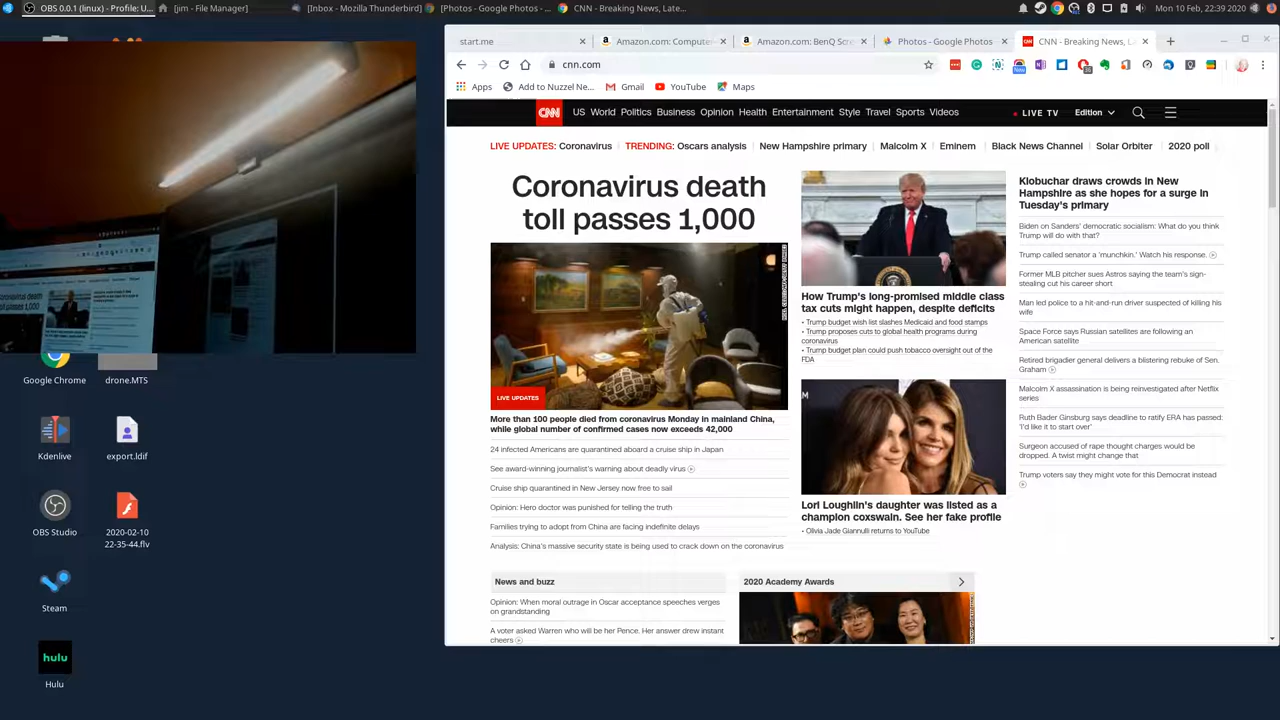 OBS 0.0.1 (linux) - Profile: U...
[jim - File Manager]
[Inbox - Mozilla Thunderbird]
[Photos - Google Photos - ...
CNN - Breaking News, Late...
Mon 10 Feb, 22:39 2020
start.me
Amazon.com: Computer
Amazon.com: BenQ Scre
Photos - Google Photos
CNN - Breaking News, La
cnn.com
Apps
Add to Nuzzel Ne...
Gmail
YouTube
Maps
CNN
US World Politics Business Opinion Health Entertainment Style Travel Sports Videos
LIVE TV
Edition
LIVE UPDATES: Coronavirus
TRENDING: Oscars analysis
New Hampshire primary
Malcolm X
Eminem
Black News Channel
Solar Orbiter
2020 poll
Coronavirus death
toll passes 1,000
LIVE UPDATES
More than 100 people died from coronavirus Monday in mainland China,
while global number of confirmed cases now exceeds 42,000
24 infected Americans are quarantined aboard a cruise ship in Japan
See award-winning journalist's warning about deadly virus
Cruise ship quarantined in New Jersey now free to sail
Opinion: Hero doctor was punished for telling the truth
Families trying to adopt from China are facing indefinite delays
Analysis: China's massive security state is being used to crack down on the coronavirus
How Trump's long-promised middle class
tax cuts might happen, despite deficits
• Trump budget wish list slashes Medicaid and food stamps
• Trump proposes cuts to global health programs during
coronavirus
• Trump budget plan could push tobacco oversight out of the
FDA
Lori Loughlin's daughter was listed as a
champion coxswain. See her fake profile
• Olivia Jade Giannulli returns to YouTube
Klobuchar draws crowds in New
Hampshire as she hopes for a surge in
Tuesday's primary
Biden on Sanders' democratic socialism: What do you think
Trump will do with that?
Trump called senator a 'munchkin.' Watch his response.
Former MLB pitcher sues Astros saying the team's sign-
stealing cut his career short
Man led police to a hit-and-run driver suspected of killing his
wife
Space Force says Russian satellites are following an
American satellite
Retired brigadier general delivers a blistering rebuke of Sen.
Graham
Malcolm X assassination is being reinvestigated after Netflix
series
Ruth Bader Ginsburg says deadline to ratify ERA has passed:
'I'd like it to start over'
Surgeon accused of rape thought charges would be
dropped. A twist might change that
Trump voters say they might vote for this Democrat instead
News and buzz
Opinion: When moral outrage in Oscar acceptance speeches verges
on grandstanding
A voter asked Warren who will be her Pence. Her answer drew instant
cheers
2020 Academy Awards
Google Chrome
drone.MTS
Kdenlive
export.ldif
OBS Studio
2020-02-10
22-35-44.flv
Steam
hulu
Hulu